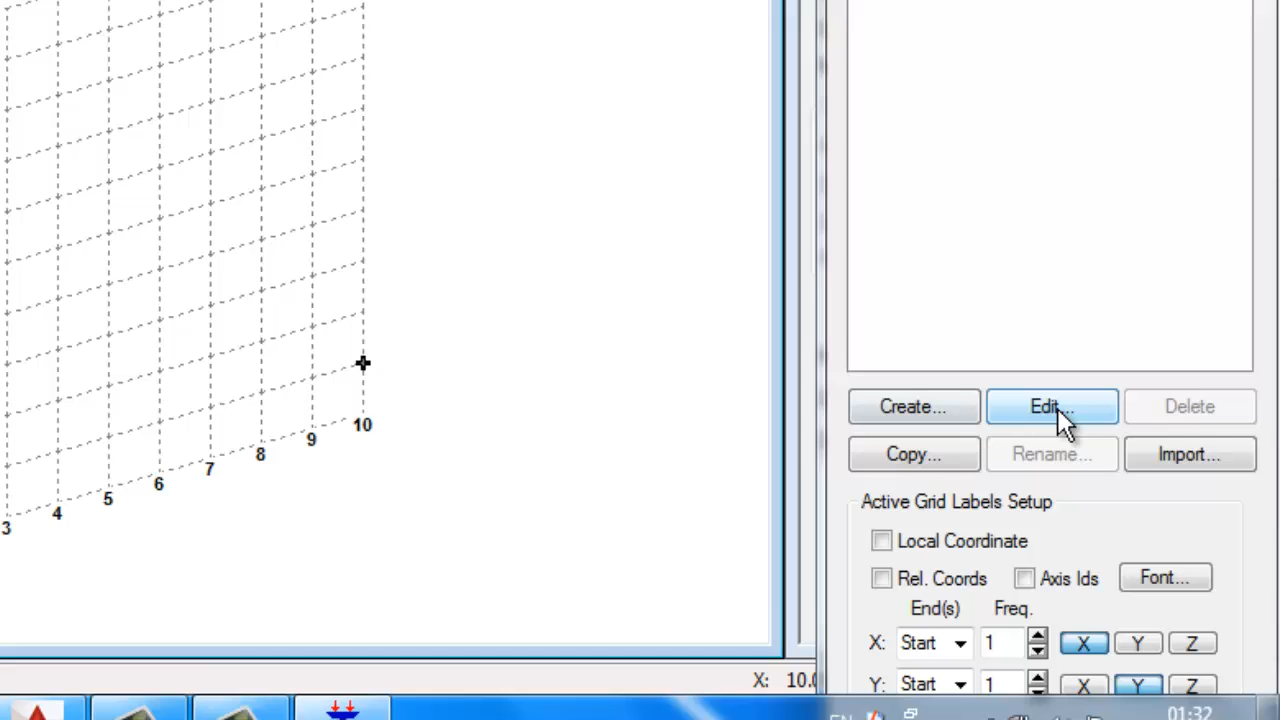 Create... Edit... Delete
Copy... Rename... Import...
Active Grid Labels Setup
Local Coordinate
Rel. Coords Axis Ids Font...
End(s) Freq.
X: Start 1 X Y Z
Y: Start 1 X Y Z
3 4 5 6 7 8 9 10
X: 10.0
EN 01:32